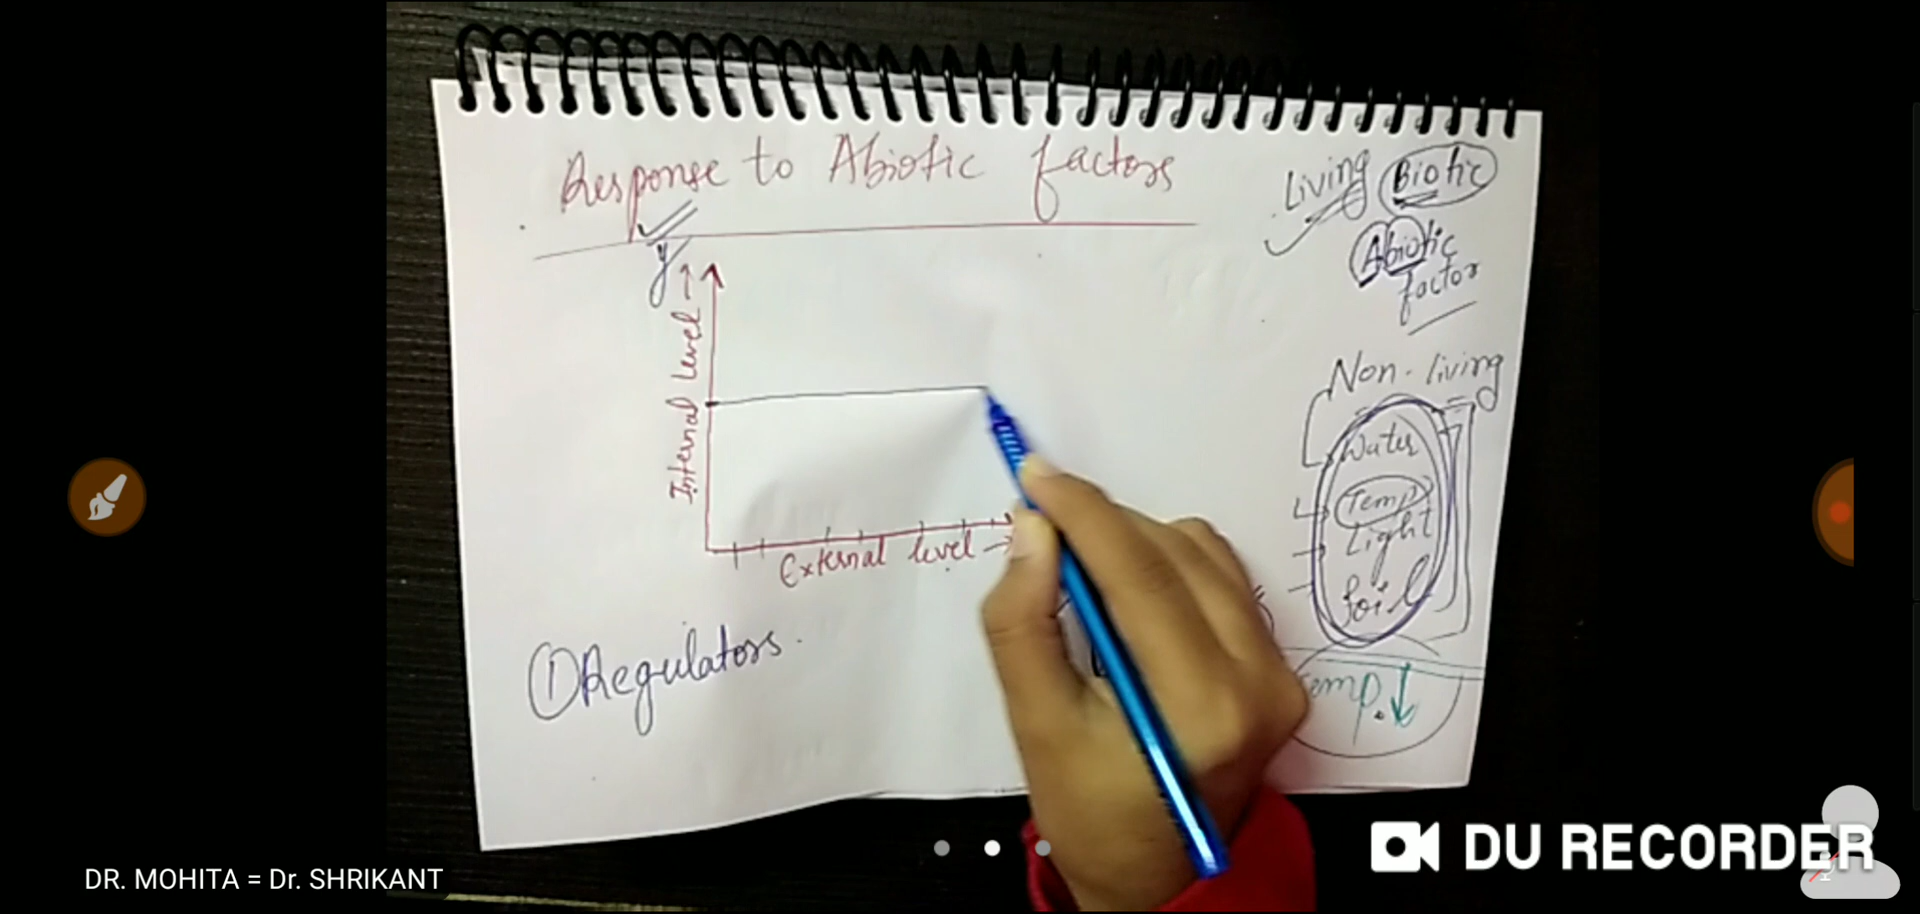 Response to Abiotic factors
Living Biotic
Abiotic
factor
y
Internal level →
External level →
Non-living
Water
Temp
Light
Soil
① Regulators.
DR. MOHITA = Dr. SHRIKANT
DU RECORDER